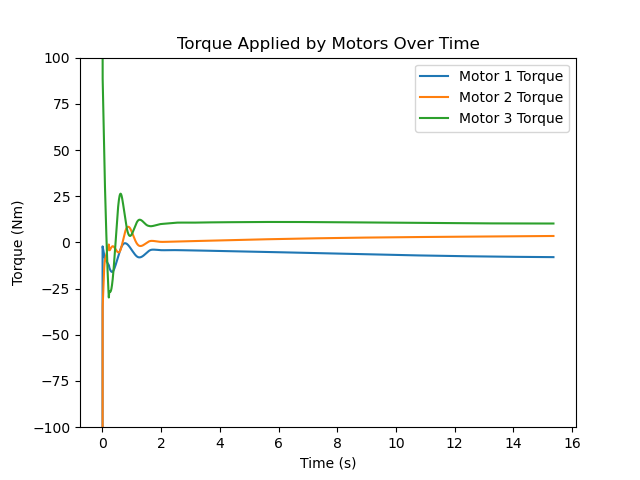 Torque Applied by Motors Over Time
Motor 1 Torque
Motor 2 Torque
Motor 3 Torque
Torque (Nm)
100
75
50
25
0
−25
−50
−75
−100
0 2 4 6 8 10 12 14 16
Time (s)